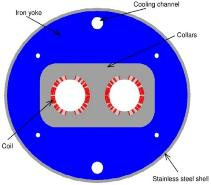 Cooling channel
Iron yoke
Collars
Coil
Stainless steel shell